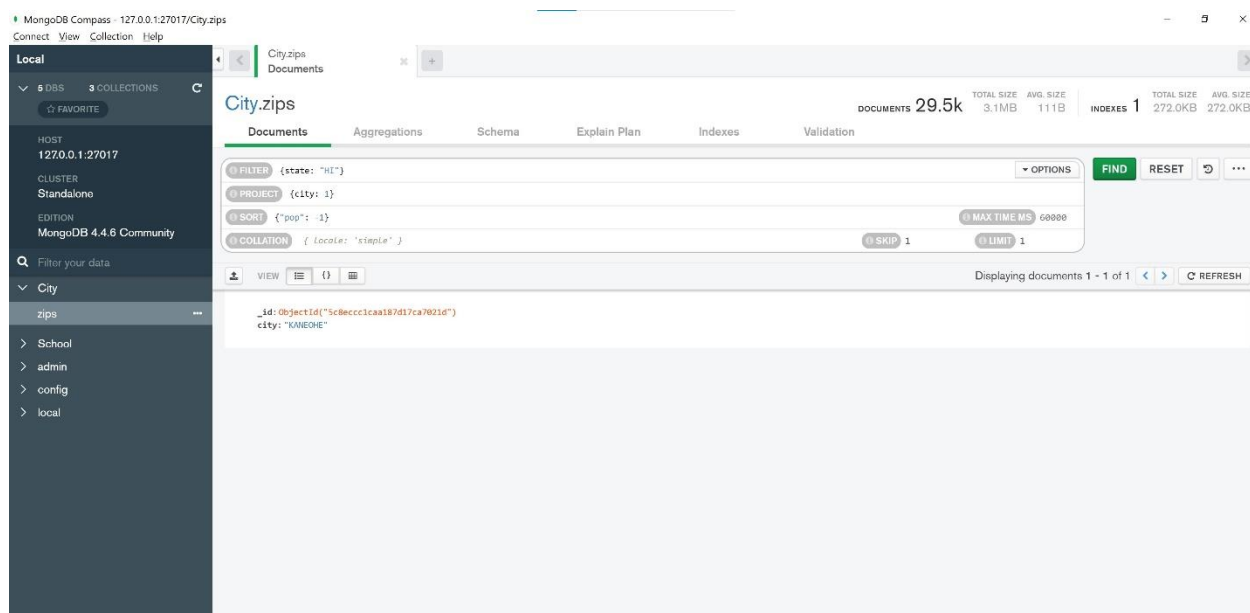 MongoDB Compass - 127.0.0.1:27017/City.zips
Connect View Collection Help
Local
City.zips
Documents
5 DBS 3 COLLECTIONS
FAVORITE
HOST
127.0.0.1:27017
CLUSTER
Standalone
EDITION
MongoDB 4.4.6 Community
Filter your data
City
zips
School
admin
config
local
City.zips
DOCUMENTS 29.5k TOTAL SIZE 3.1MB AVG. SIZE 111B INDEXES 1 TOTAL SIZE 272.0KB AVG. SIZE 272.0KB
Documents Aggregations Schema Explain Plan Indexes Validation
FILTER {state: "HI"} OPTIONS FIND RESET
PROJECT {city: 1}
SORT {"pop": -1} MAX TIME MS 60000
COLLATION { locale: 'simple' } SKIP 1 LIMIT 1
VIEW {} Displaying documents 1 - 1 of 1 REFRESH
_id: ObjectId("5c8eccc1caa187d17ca7021d")
city: "KANEOHE"